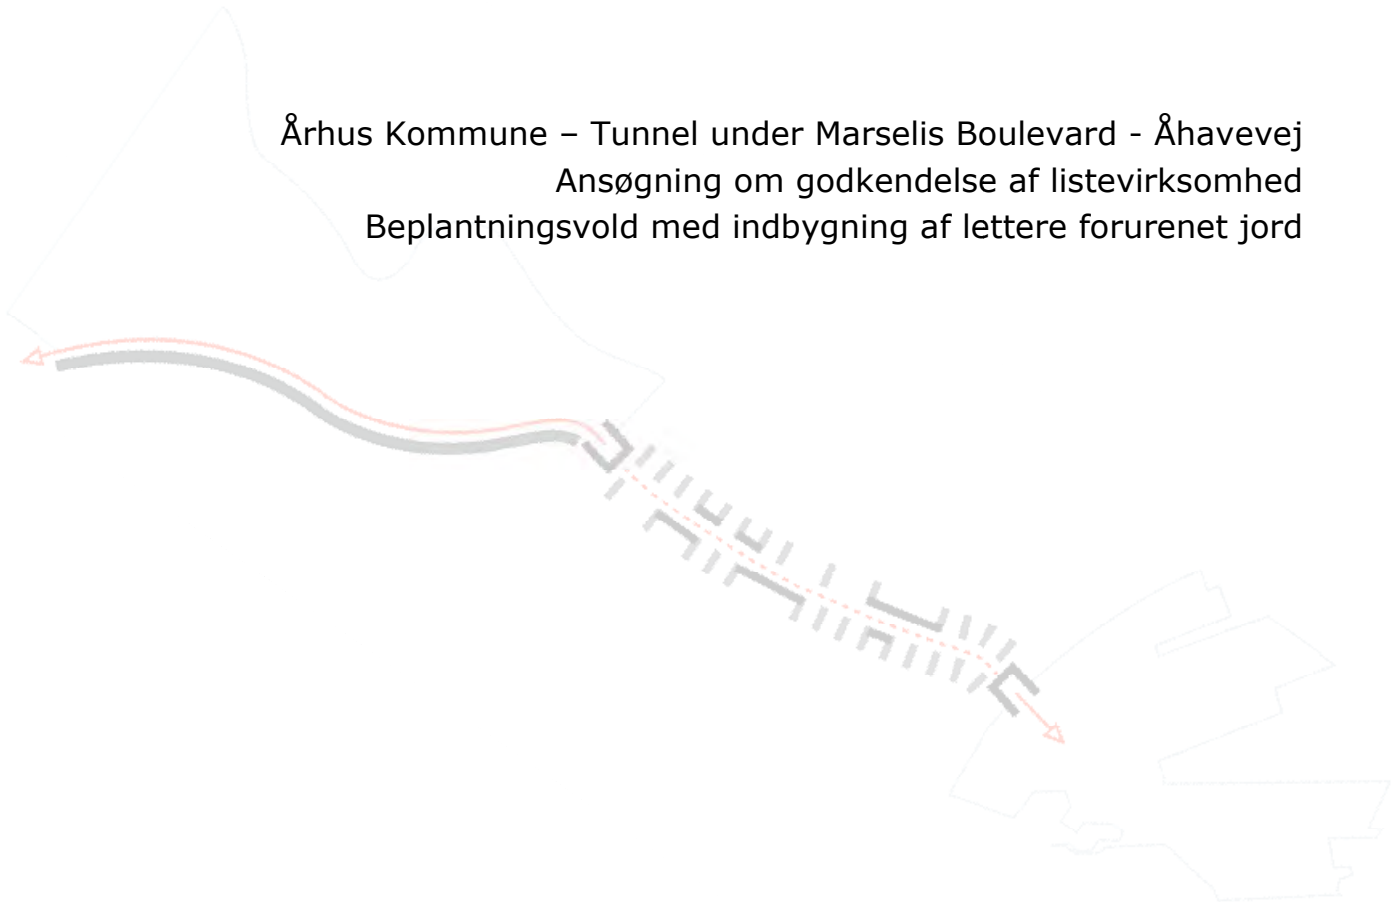 Århus Kommune – Tunnel under Marselis Boulevard - Åhavevej
Ansøgning om godkendelse af listevirksomhed
Beplantningsvold med indbygning af lettere forurenet jord